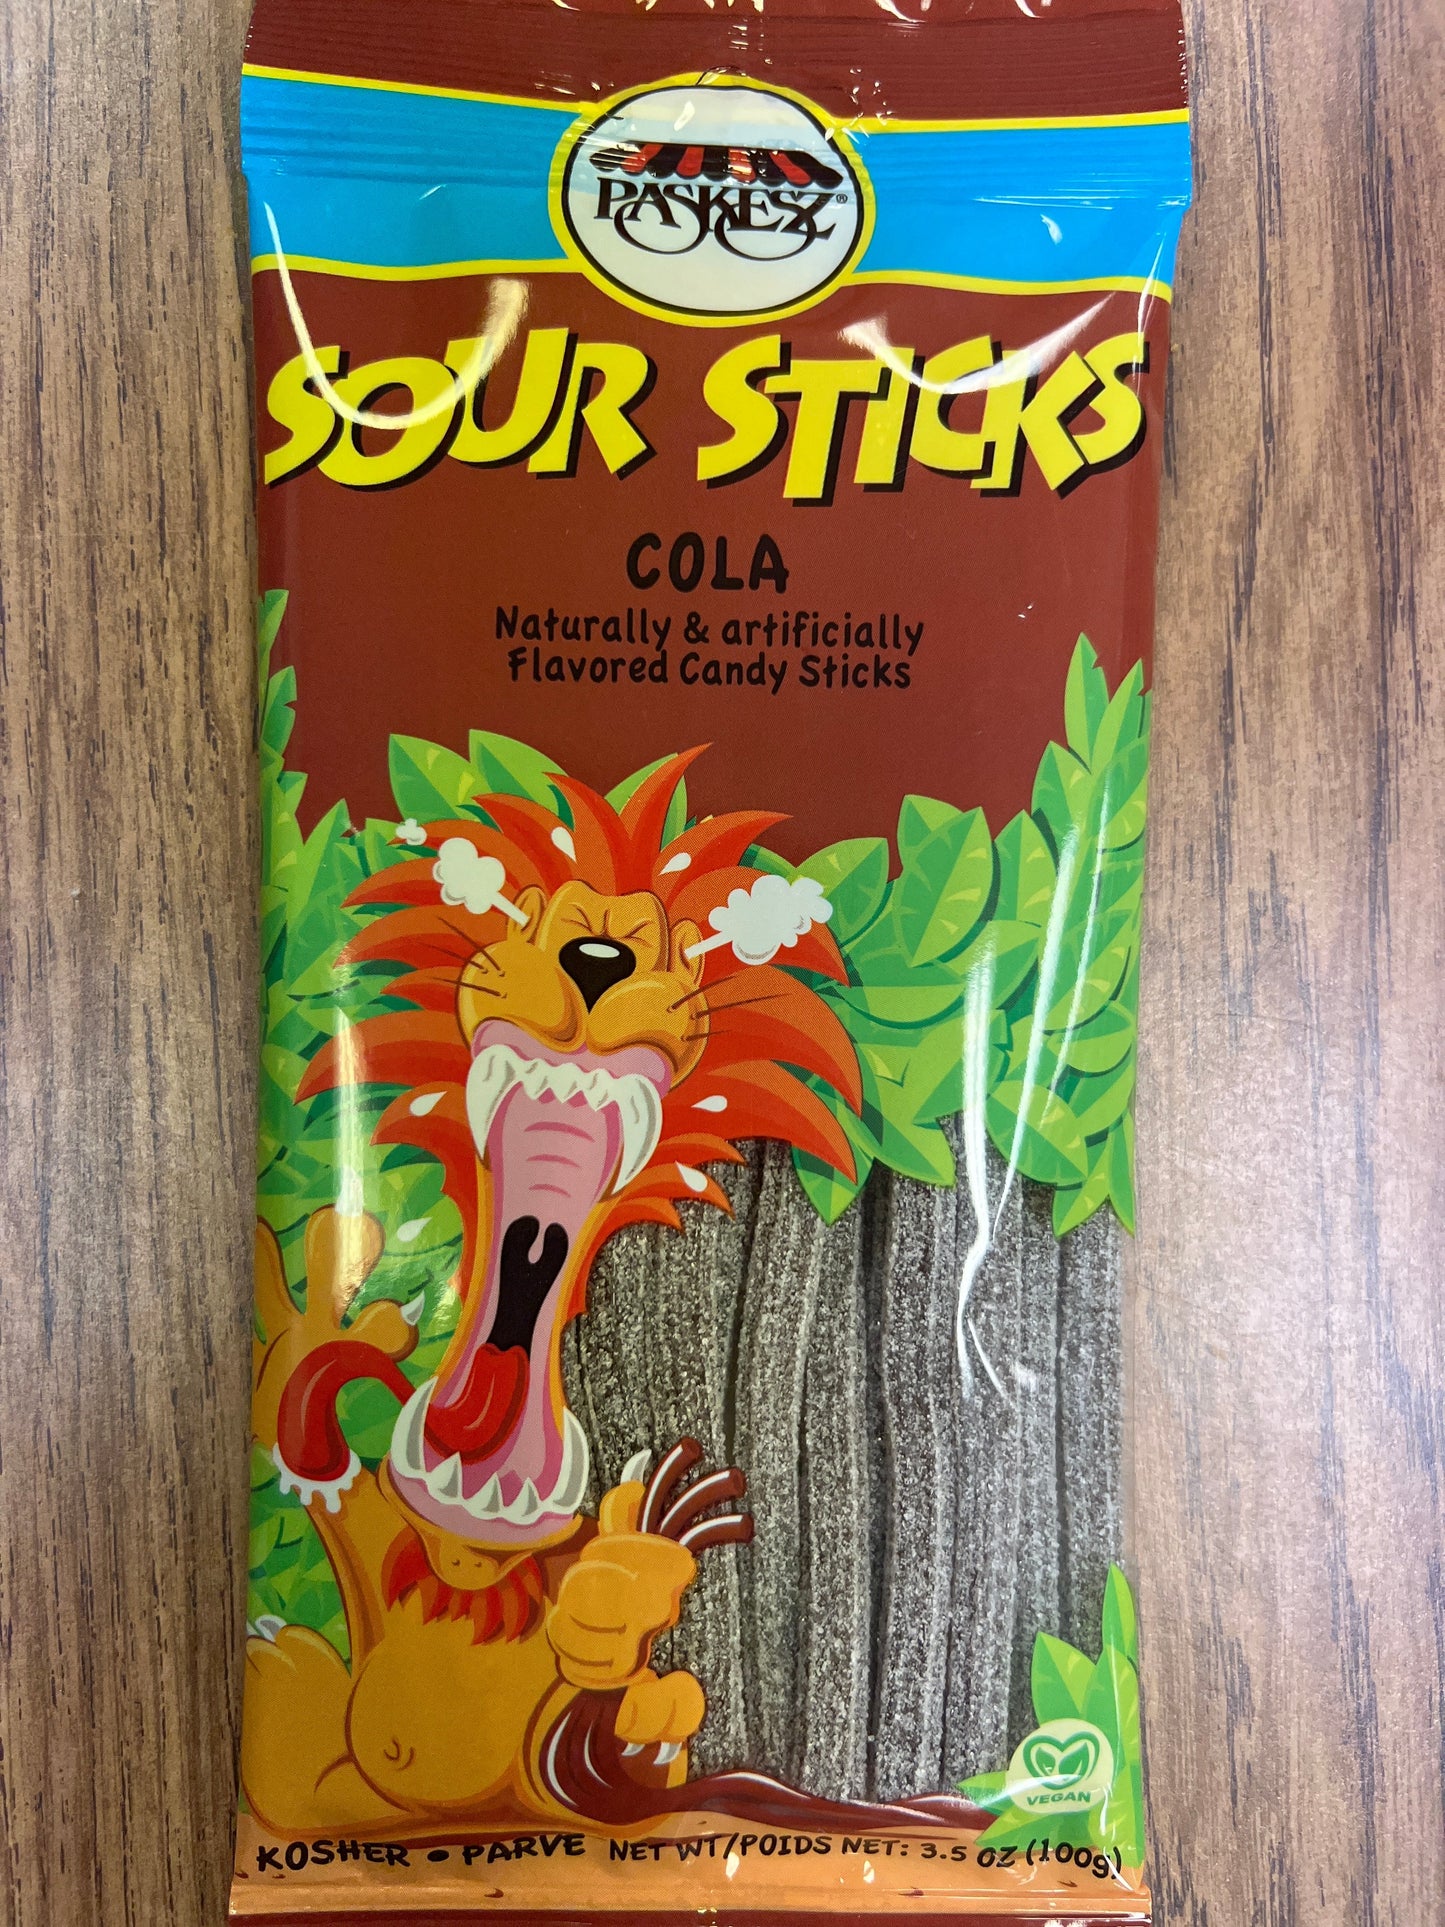 PASKESZ®
SOUR STICKS
COLA
Naturally & artificially
Flavored Candy Sticks
VEGAN
KOSHER • PARVE NET WT/POIDS NET: 3.5 OZ (100g)